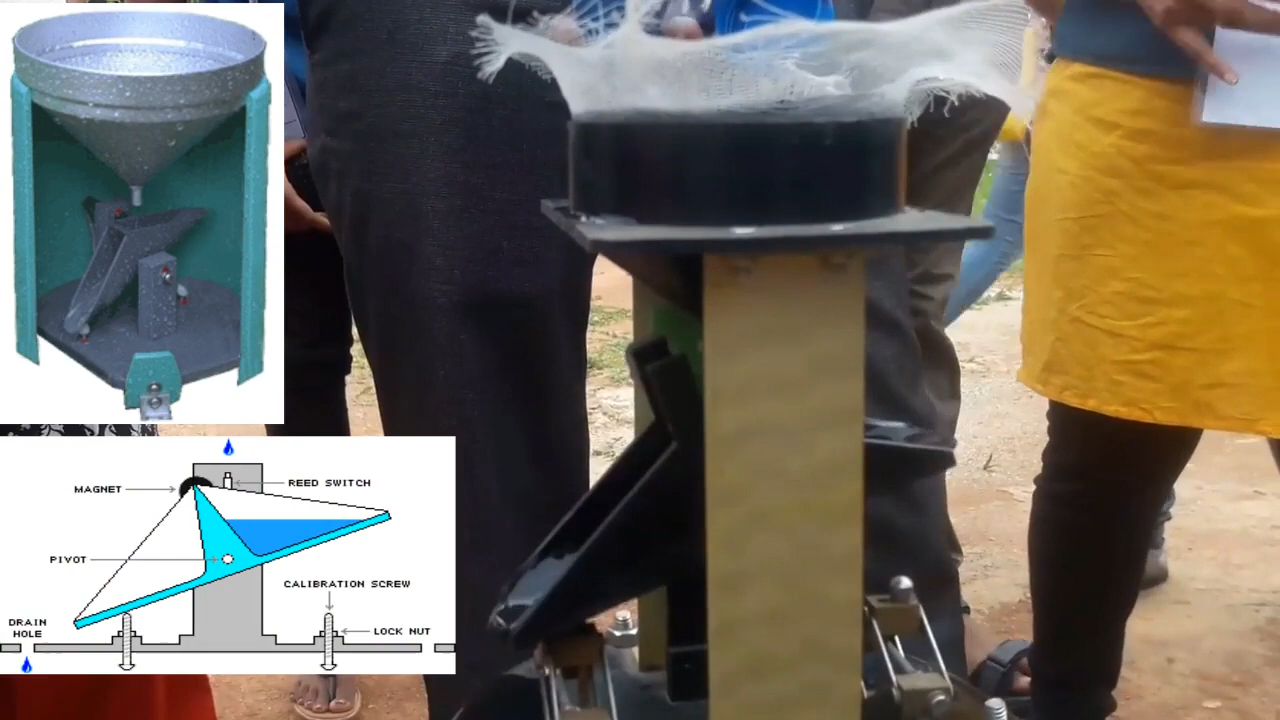 MAGNET
REED SWITCH
PIVOT
CALIBRATION SCREW
DRAIN
HOLE
LOCK NUT